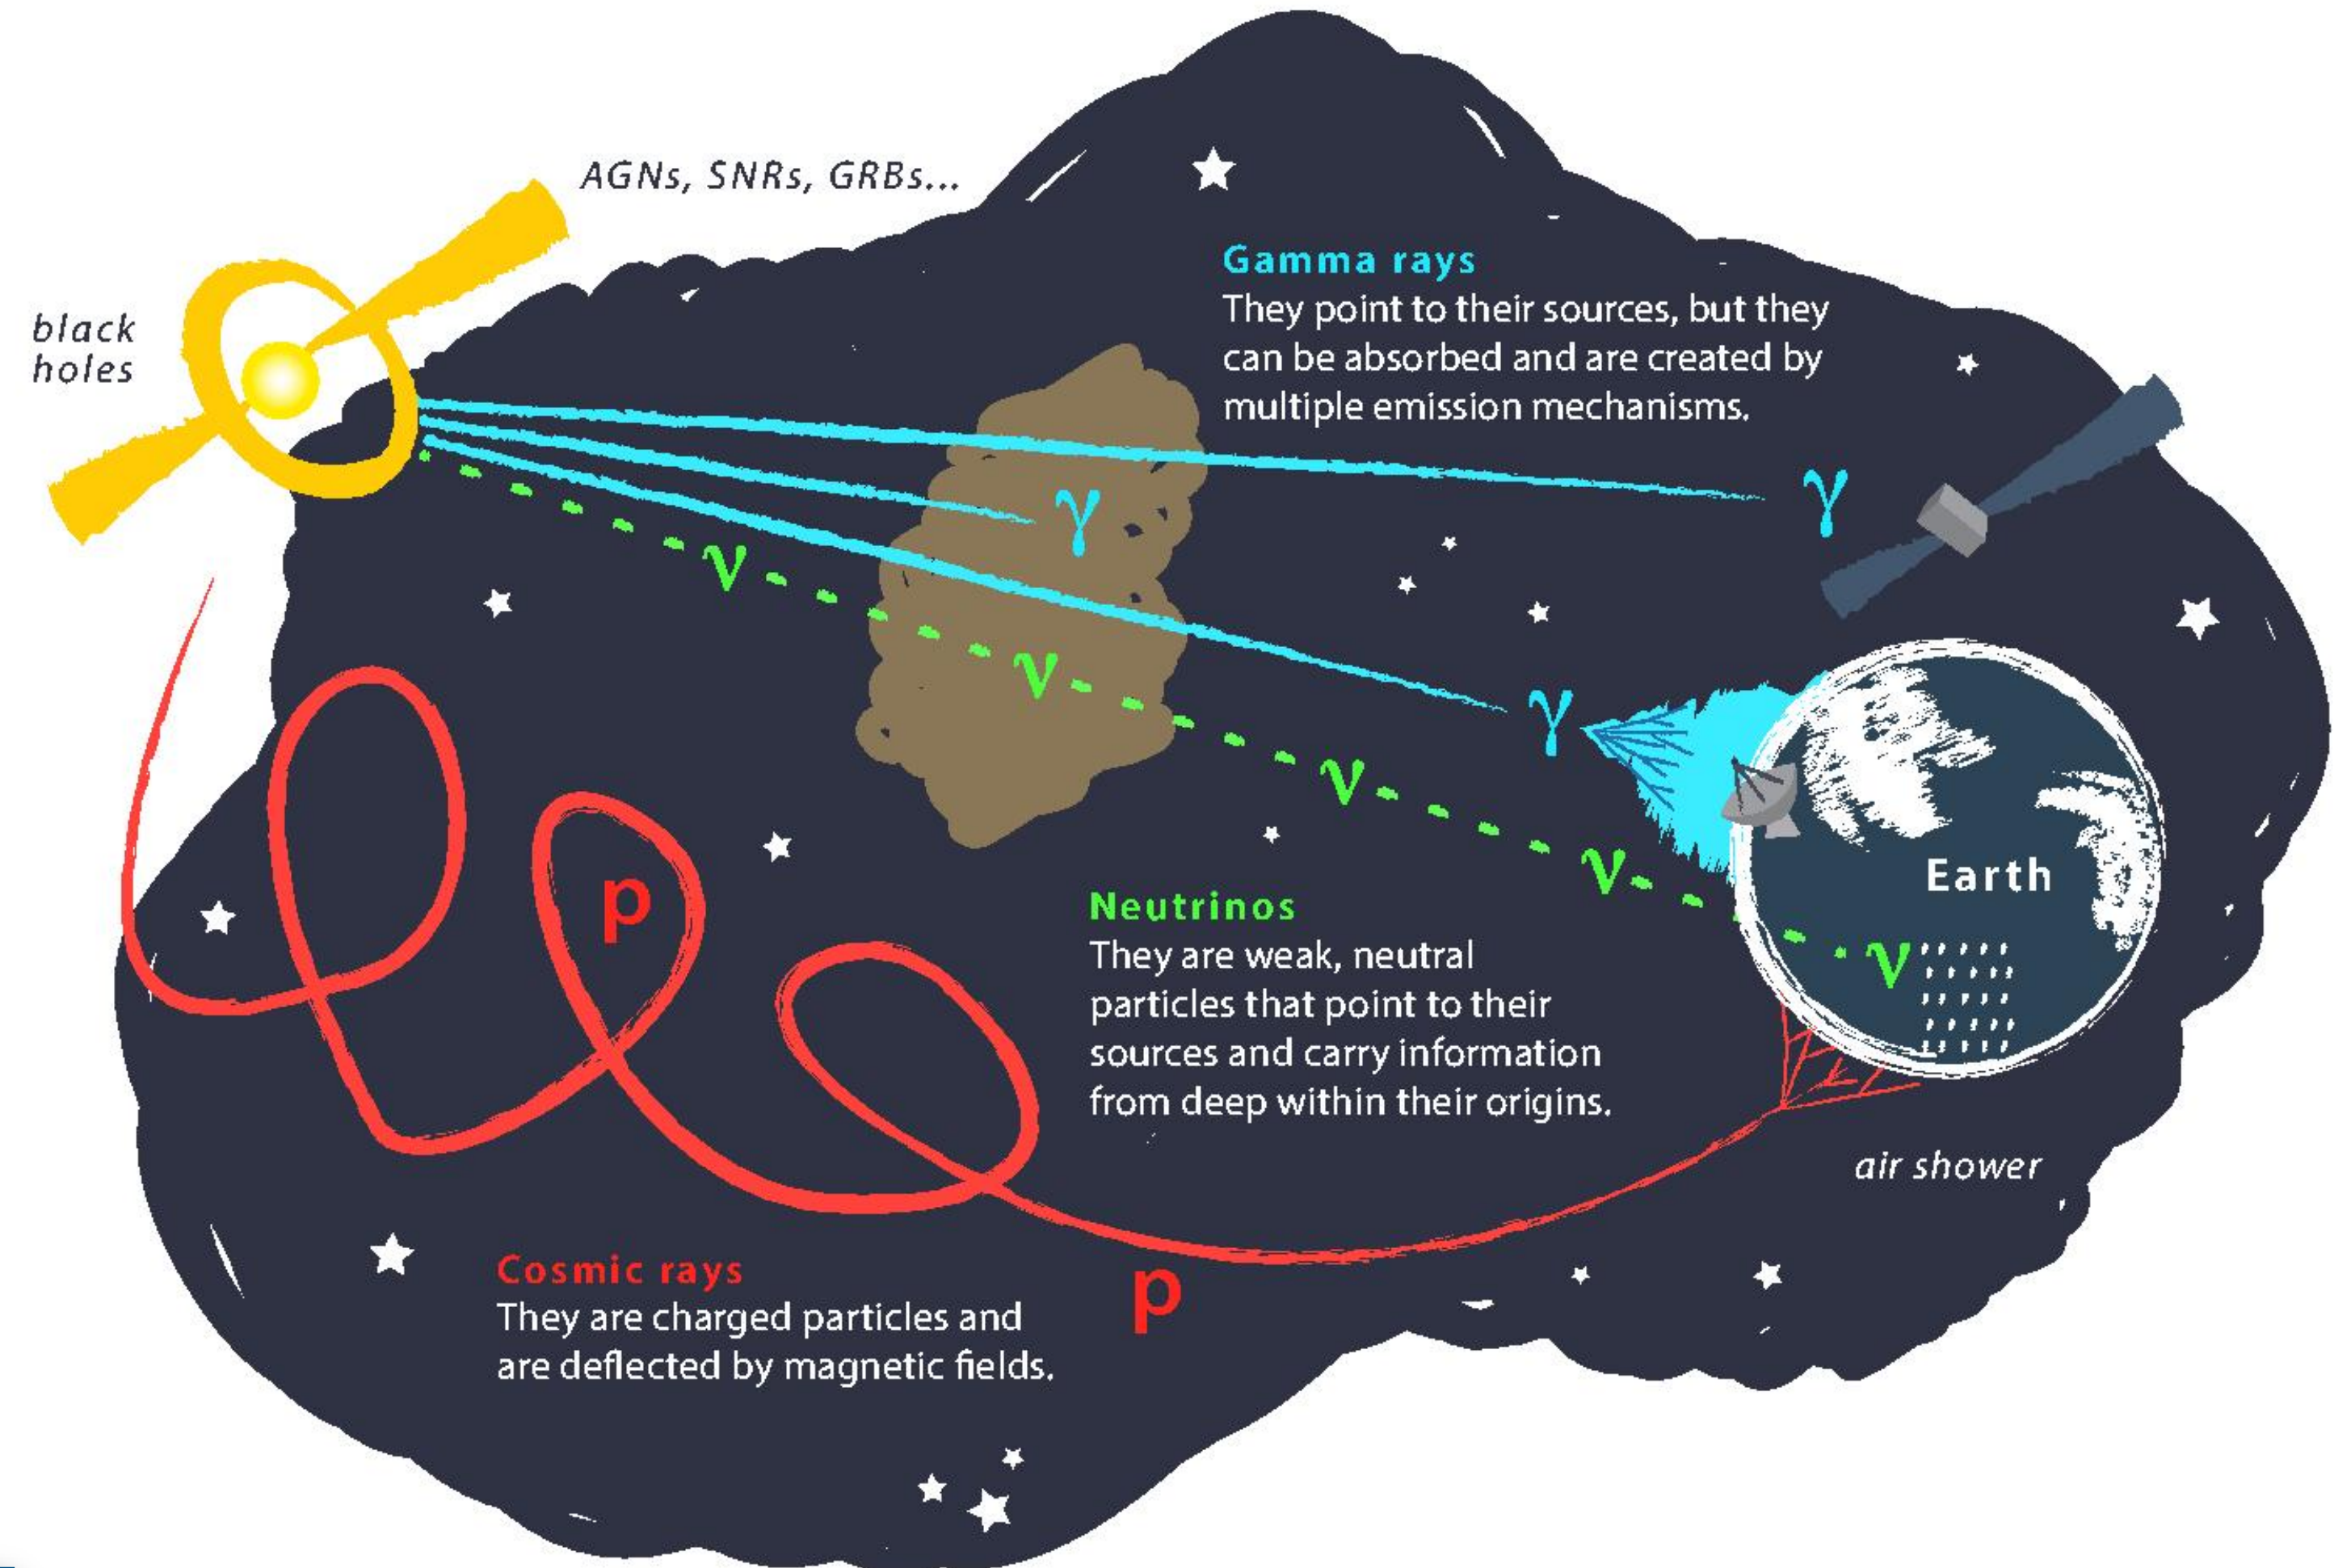 AGNs, SNRs, GRBs...
black
holes
Gamma rays
They point to their sources, but they
can be absorbed and are created by
multiple emission mechanisms.
γ
γ
ν
ν
γ
ν
ν
Earth
p
Neutrinos
They are weak, neutral
particles that point to their
sources and carry information
from deep within their origins.
ν
air shower
p
Cosmic rays
They are charged particles and
are deflected by magnetic fields.